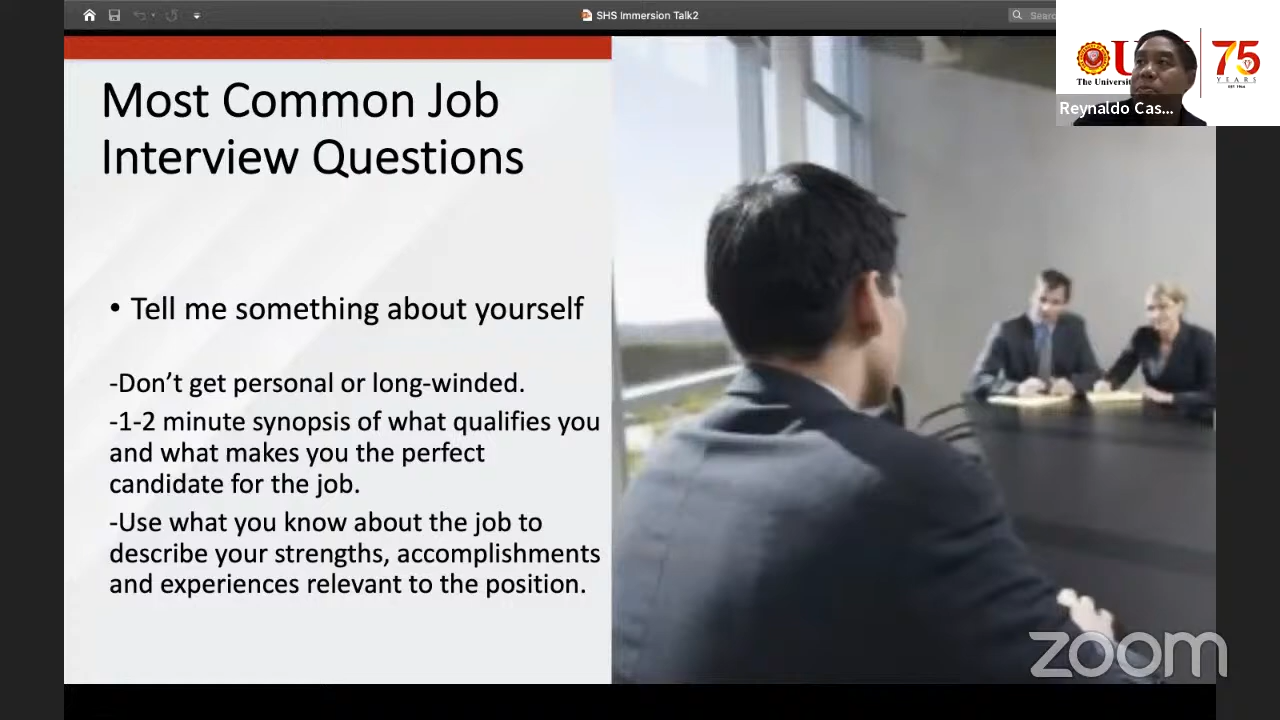 SHS Immersion Talk2
Sear
75
YEARS
The Universit
Reynaldo Cas...
Most Common Job
Interview Questions
• Tell me something about yourself
-Don’t get personal or long-winded.
-1-2 minute synopsis of what qualifies you
and what makes you the perfect
candidate for the job.
-Use what you know about the job to
describe your strengths, accomplishments
and experiences relevant to the position.
zoom